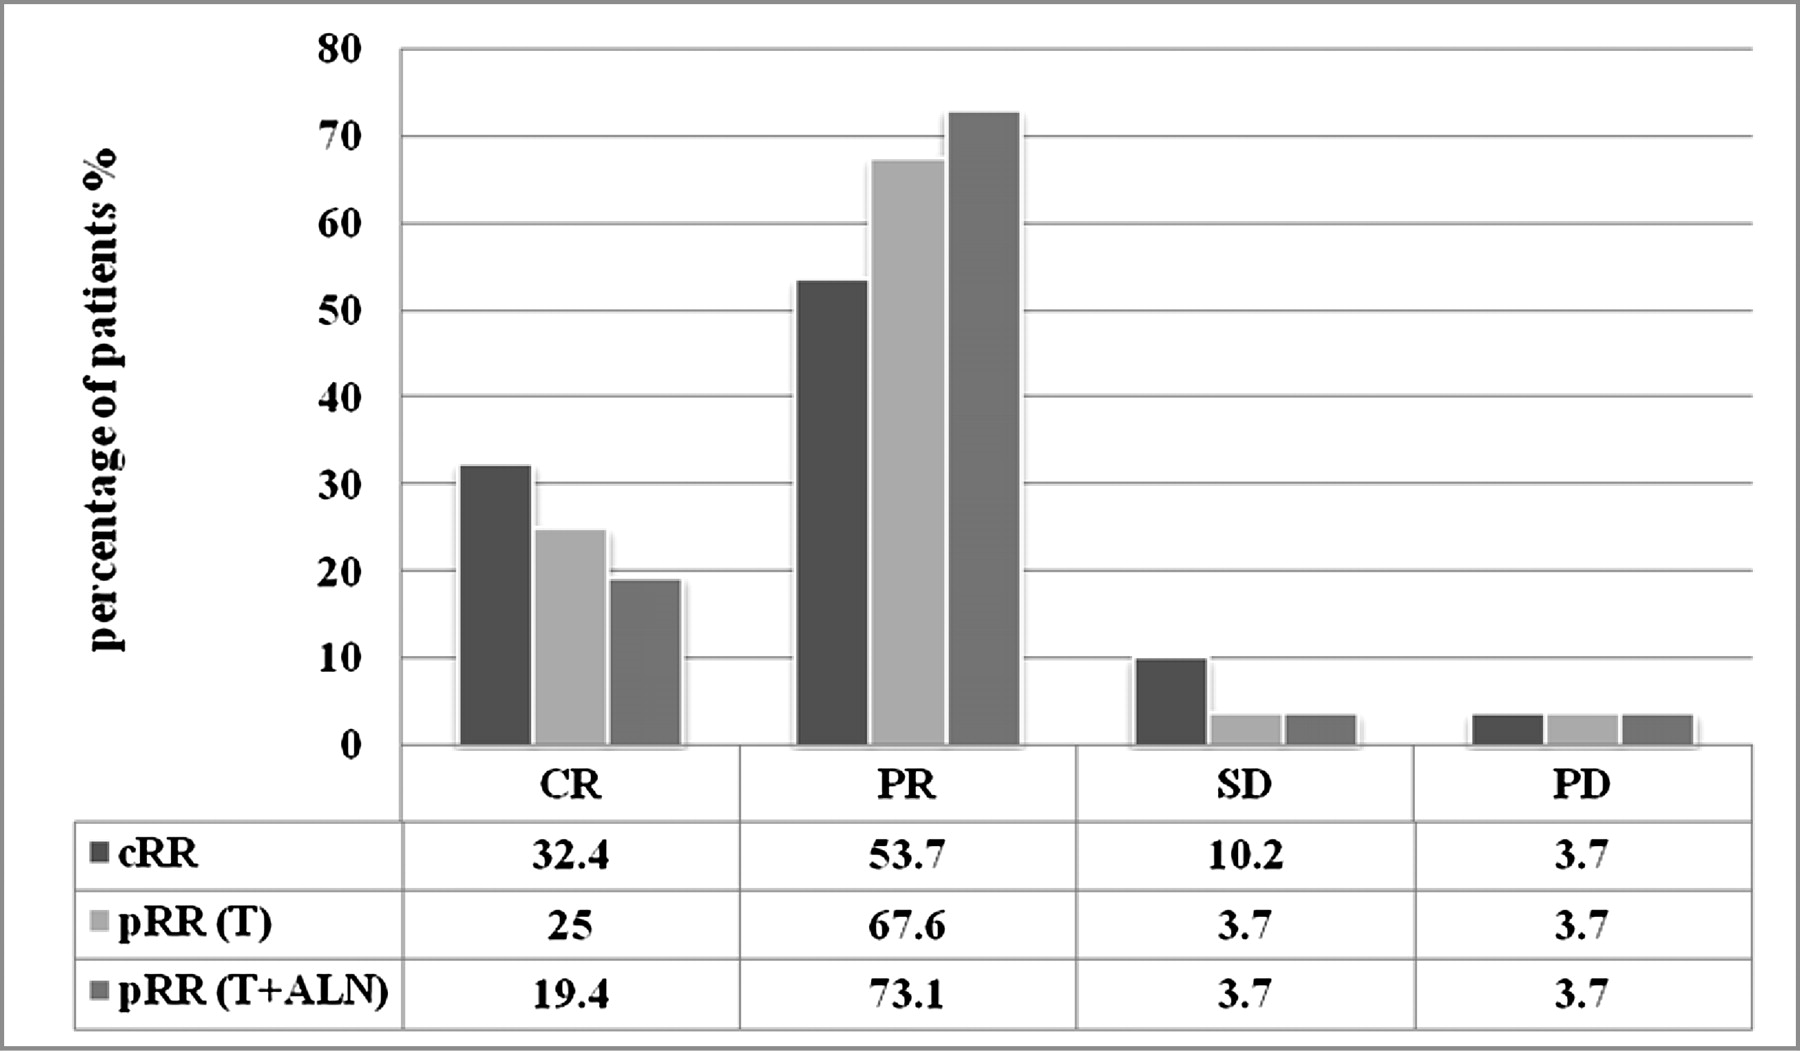 percentage of patients %
80
70
60
50
40
30
20
10
0
CR PR SD PD
cRR 32.4 53.7 10.2 3.7
pRR (T) 25 67.6 3.7 3.7
pRR (T+ALN) 19.4 73.1 3.7 3.7